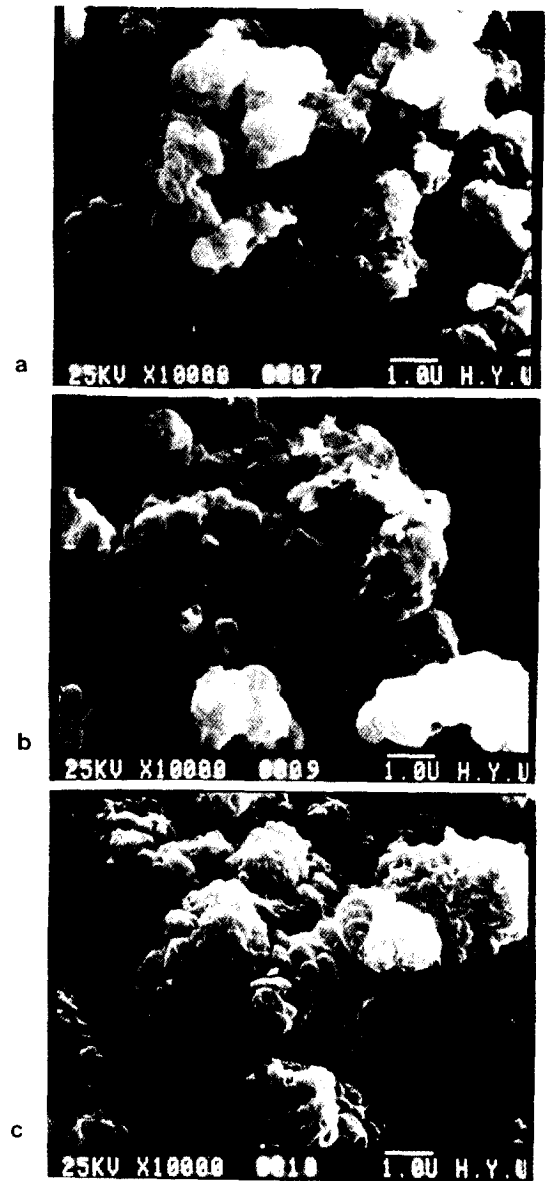 a
25KV X10000 0007 1.0U H.Y.U
b
25KV X10000 0009 1.0U H.Y.U
c
25KV X10000 0010 1.0U H.Y.U